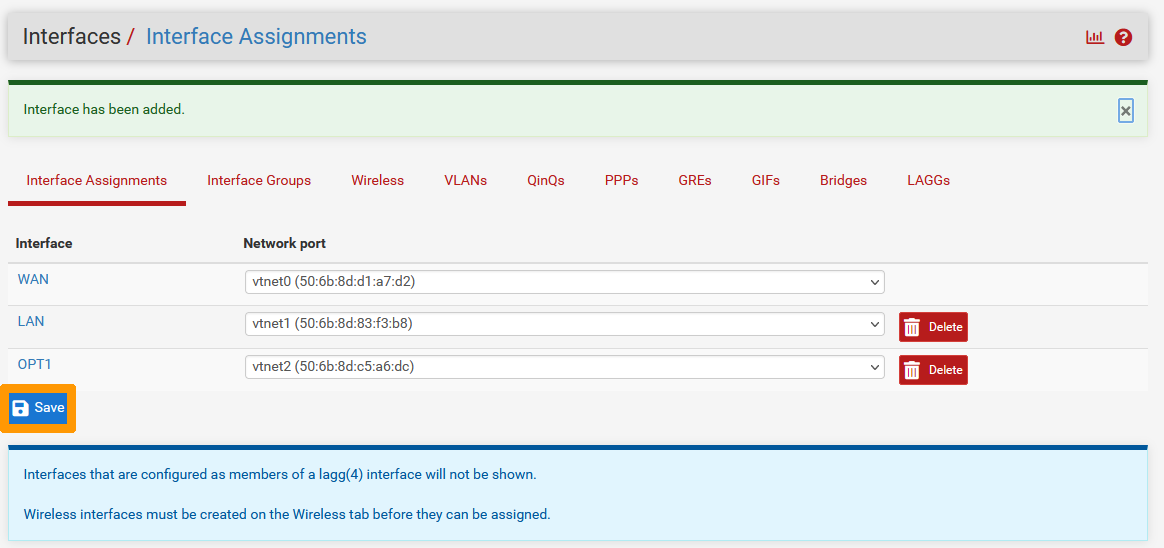 Interfaces / Interface Assignments
Interface has been added.
Interface Assignments Interface Groups Wireless VLANs QinQs PPPs GREs GIFs Bridges LAGGs
Interface Network port
WAN vtnet0 (50:6b:8d:d1:a7:d2)
LAN vtnet1 (50:6b:8d:83:f3:b8) Delete
OPT1 vtnet2 (50:6b:8d:c5:a6:dc) Delete
Save
Interfaces that are configured as members of a lagg(4) interface will not be shown.
Wireless interfaces must be created on the Wireless tab before they can be assigned.